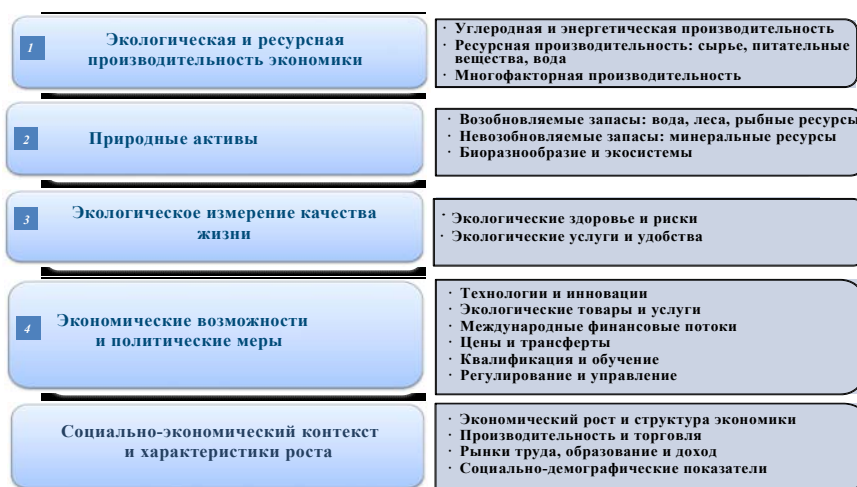 1
Экологическая и ресурсная
производительность экономики
· Углеродная и энергетическая производительность
· Ресурсная производительность: сырье, питательные
вещества, вода
· Многофакторная производительность
2
Природные активы
· Возобновляемые запасы: вода, леса, рыбные ресурсы
· Невозобновляемые запасы: минеральные ресурсы
· Биоразнообразие и экосистемы
3
Экологическое измерение качества
жизни
· Экологические здоровье и риски
· Экологические услуги и удобства
4
Экономические возможности
и политические меры
· Технологии и инновации
· Экологические товары и услуги
· Международные финансовые потоки
· Цены и трансферты
· Квалификация и обучение
· Регулирование и управление
Социально-экономический контекст
и характеристики роста
· Экономический рост и структура экономики
· Производительность и торговля
· Рынки труда, образование и доход
· Социально-демографические показатели